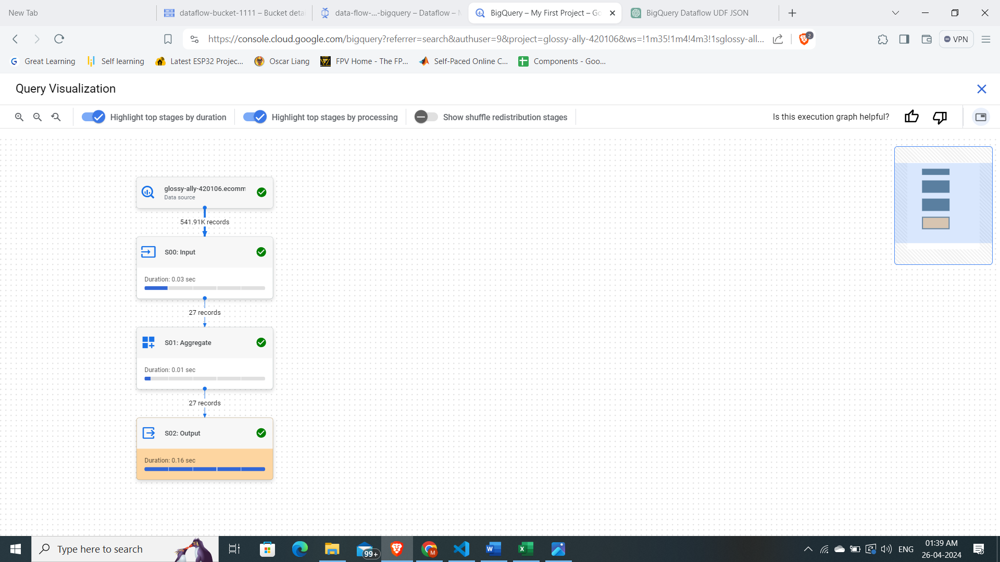 New Tab
dataflow-bucket-1111 – Bucket detai
data-flow-...-bigquery – Dataflow – M
BigQuery – My First Project – Go
BigQuery Dataflow UDF JSON
https://console.cloud.google.com/bigquery?referrer=search&authuser=9&project=glossy-ally-420106&ws=!1m35!1m4!4m3!1sglossy-all...
2
VPN
Great Learning
Self learning
Latest ESP32 Projec...
Oscar Liang
FPV Home - The FP...
Self-Paced Online C...
Components - Goo...
Query Visualization
Highlight top stages by duration
Highlight top stages by processing
Show shuffle redistribution stages
Is this execution graph helpful?
glossy-ally-420106.ecomm
Data source
541.91K records
S00: Input
Duration: 0.03 sec
27 records
S01: Aggregate
Duration: 0.01 sec
27 records
S02: Output
Duration: 0.16 sec
Type here to search
99+
M
ENG
01:39 AM
26-04-2024